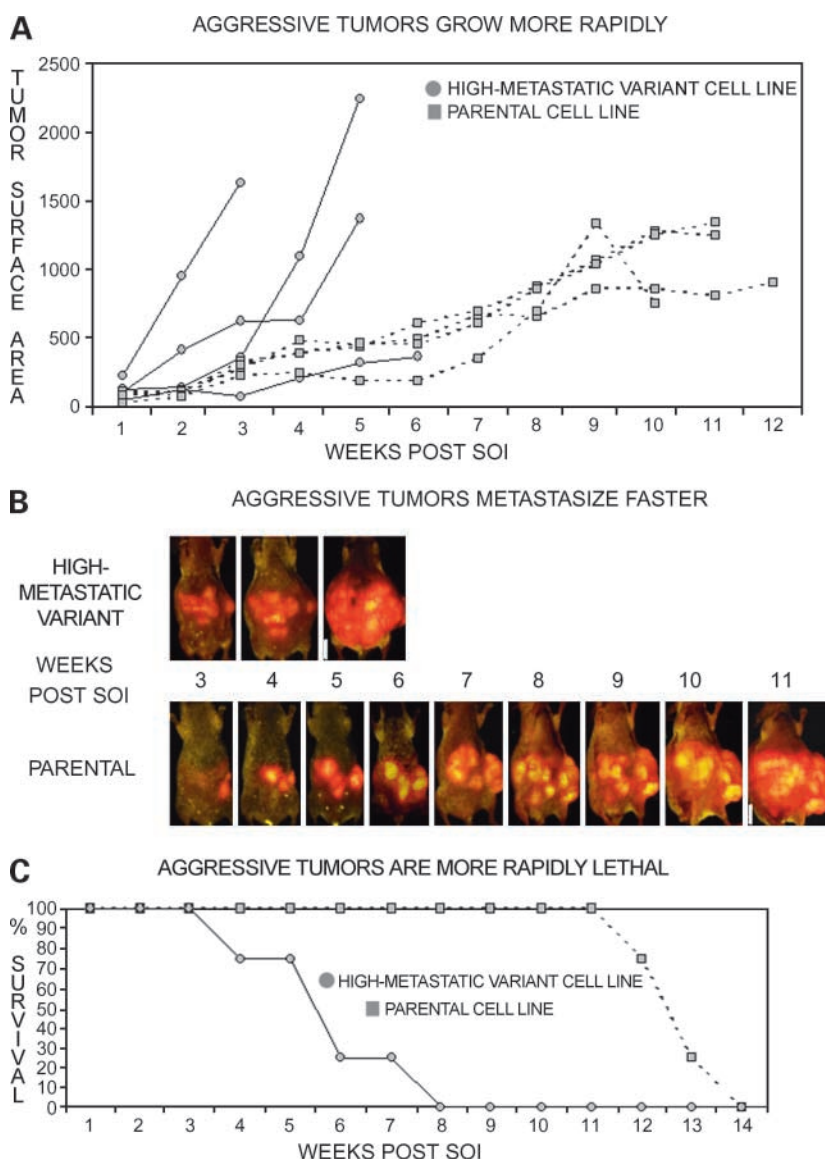 A
AGGRESSIVE TUMORS GROW MORE RAPIDLY
TUMOR SURFACE AREA
2500
2000
1500
1000
500
0
HIGH-METASTATIC VARIANT CELL LINE
PARENTAL CELL LINE
1 2 3 4 5 6 7 8 9 10 11 12
WEEKS POST SOI
B
AGGRESSIVE TUMORS METASTASIZE FASTER
HIGH-
METASTATIC
VARIANT
WEEKS
POST SOI
3 4 5 6 7 8 9 10 11
PARENTAL
C
AGGRESSIVE TUMORS ARE MORE RAPIDLY LETHAL
% SURVIVAL
100
90
80
70
60
50
40
30
20
10
0
HIGH-METASTATIC VARIANT CELL LINE
PARENTAL CELL LINE
1 2 3 4 5 6 7 8 9 10 11 12 13 14
WEEKS POST SOI